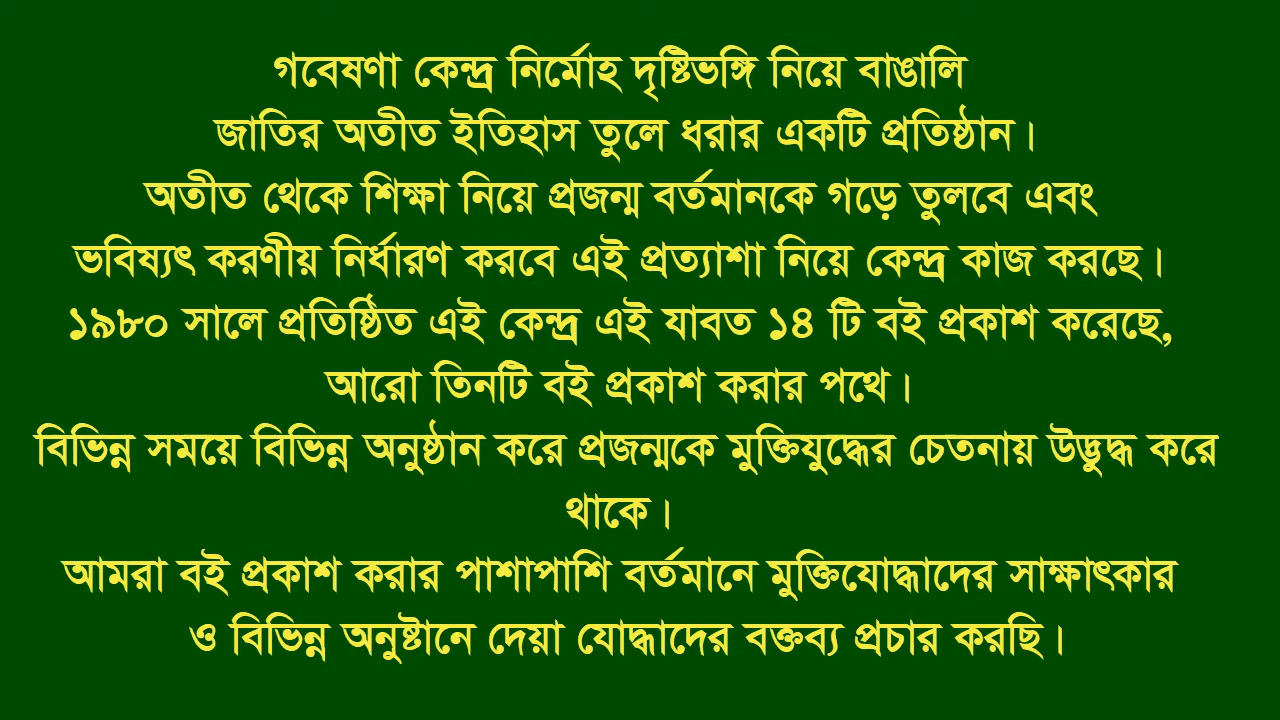 গবেষণা কেন্দ্র নির্মোহ দৃষ্টিভঙ্গি নিয়ে বাঙালি
জাতির অতীত ইতিহাস তুলে ধরার একটি প্রতিষ্ঠান।
অতীত থেকে শিক্ষা নিয়ে প্রজন্ম বর্তমানকে গড়ে তুলবে এবং
ভবিষ্যৎ করণীয় নির্ধারণ করবে এই প্রত্যাশা নিয়ে কেন্দ্র কাজ করছে।
১৯৮০ সালে প্রতিষ্ঠিত এই কেন্দ্র এই যাবত ১৪ টি বই প্রকাশ করেছে,
আরো তিনটি বই প্রকাশ করার পথে।
বিভিন্ন সময়ে বিভিন্ন অনুষ্ঠান করে প্রজন্মকে মুক্তিযুদ্ধের চেতনায় উদ্ভুদ্ধ করে
থাকে।
আমরা বই প্রকাশ করার পাশাপাশি বর্তমানে মুক্তিযোদ্ধাদের সাক্ষাৎকার
ও বিভিন্ন অনুষ্টানে দেয়া যোদ্ধাদের বক্তব্য প্রচার করছি।